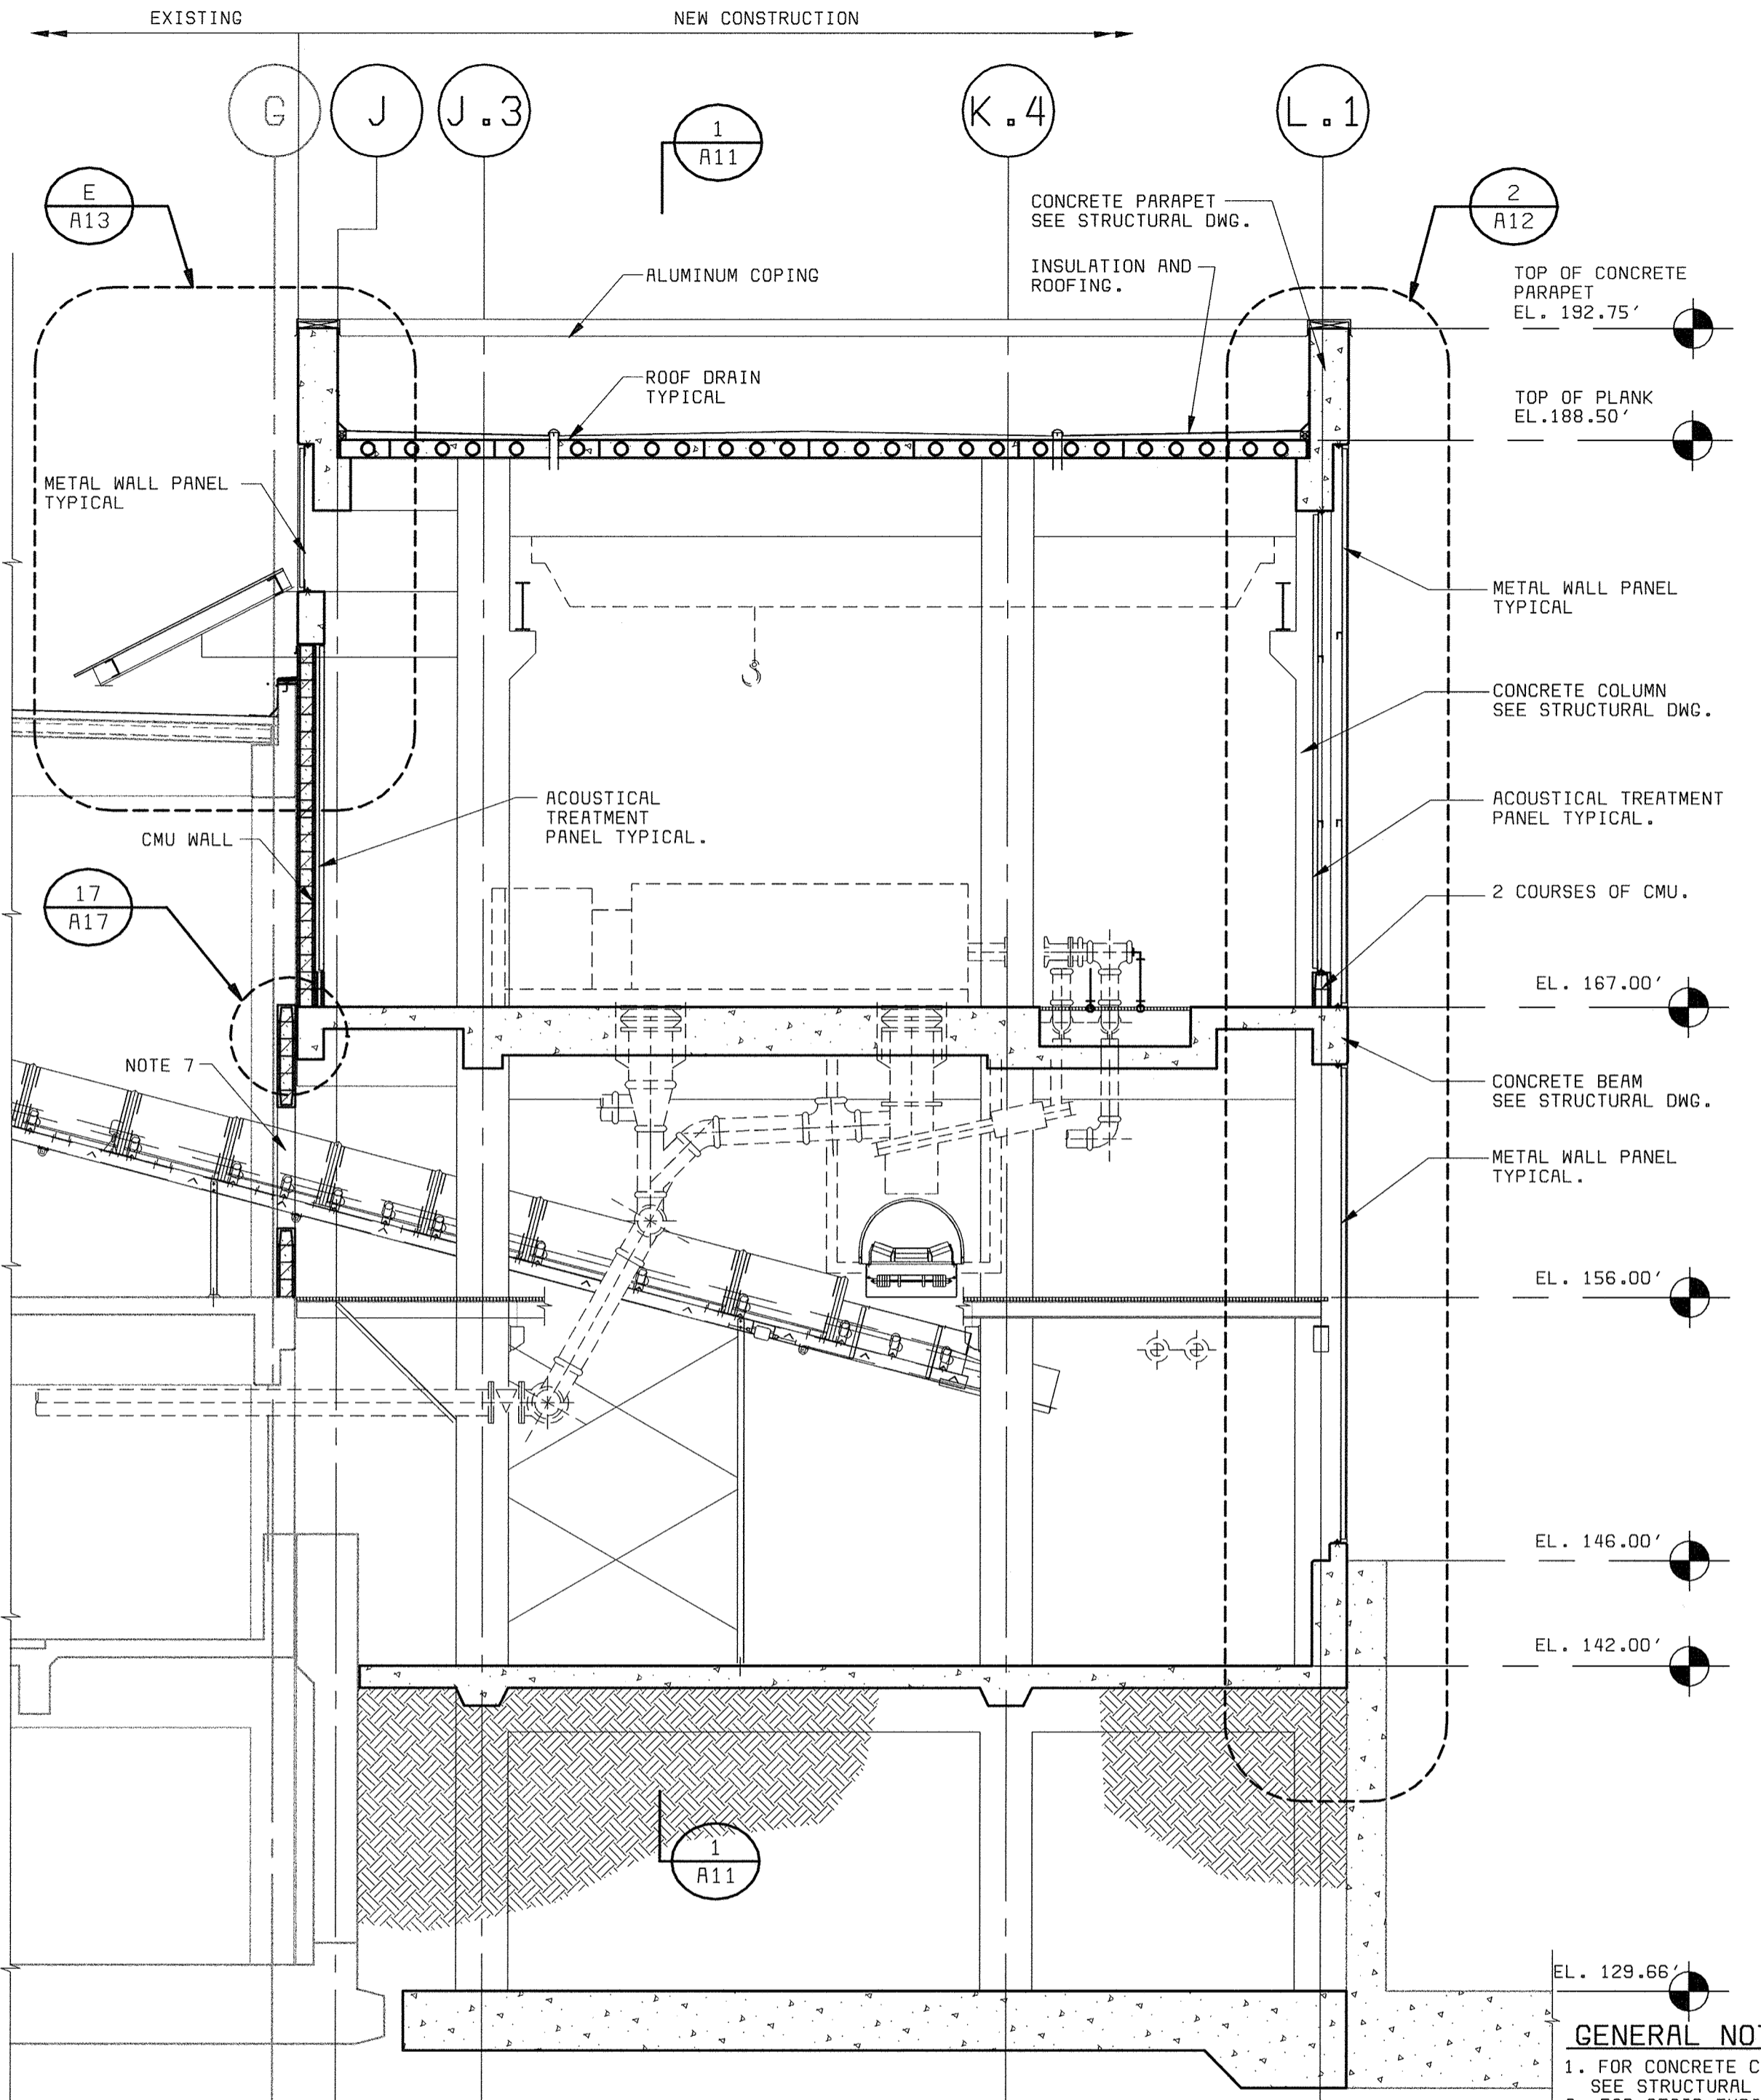 EXISTING
NEW CONSTRUCTION
G
J
J.3
K.4
L.1
1
A11
E
A13
2
A12
CONCRETE PARAPET
SEE STRUCTURAL DWG.
ALUMINUM COPING
INSULATION AND
ROOFING.
TOP OF CONCRETE
PARAPET
EL. 192.75'
ROOF DRAIN
TYPICAL
TOP OF PLANK
EL.188.50'
METAL WALL PANEL
TYPICAL
METAL WALL PANEL
TYPICAL
CONCRETE COLUMN
SEE STRUCTURAL DWG.
ACOUSTICAL
TREATMENT
PANEL TYPICAL.
ACOUSTICAL TREATMENT
PANEL TYPICAL.
CMU WALL
17
A17
2 COURSES OF CMU.
EL. 167.00'
NOTE 7
CONCRETE BEAM
SEE STRUCTURAL DWG.
METAL WALL PANEL
TYPICAL.
EL. 156.00'
EL. 146.00'
EL. 142.00'
1
A11
EL. 129.66'
GENERAL NO
1. FOR CONCRETE C
SEE STRUCTURAL